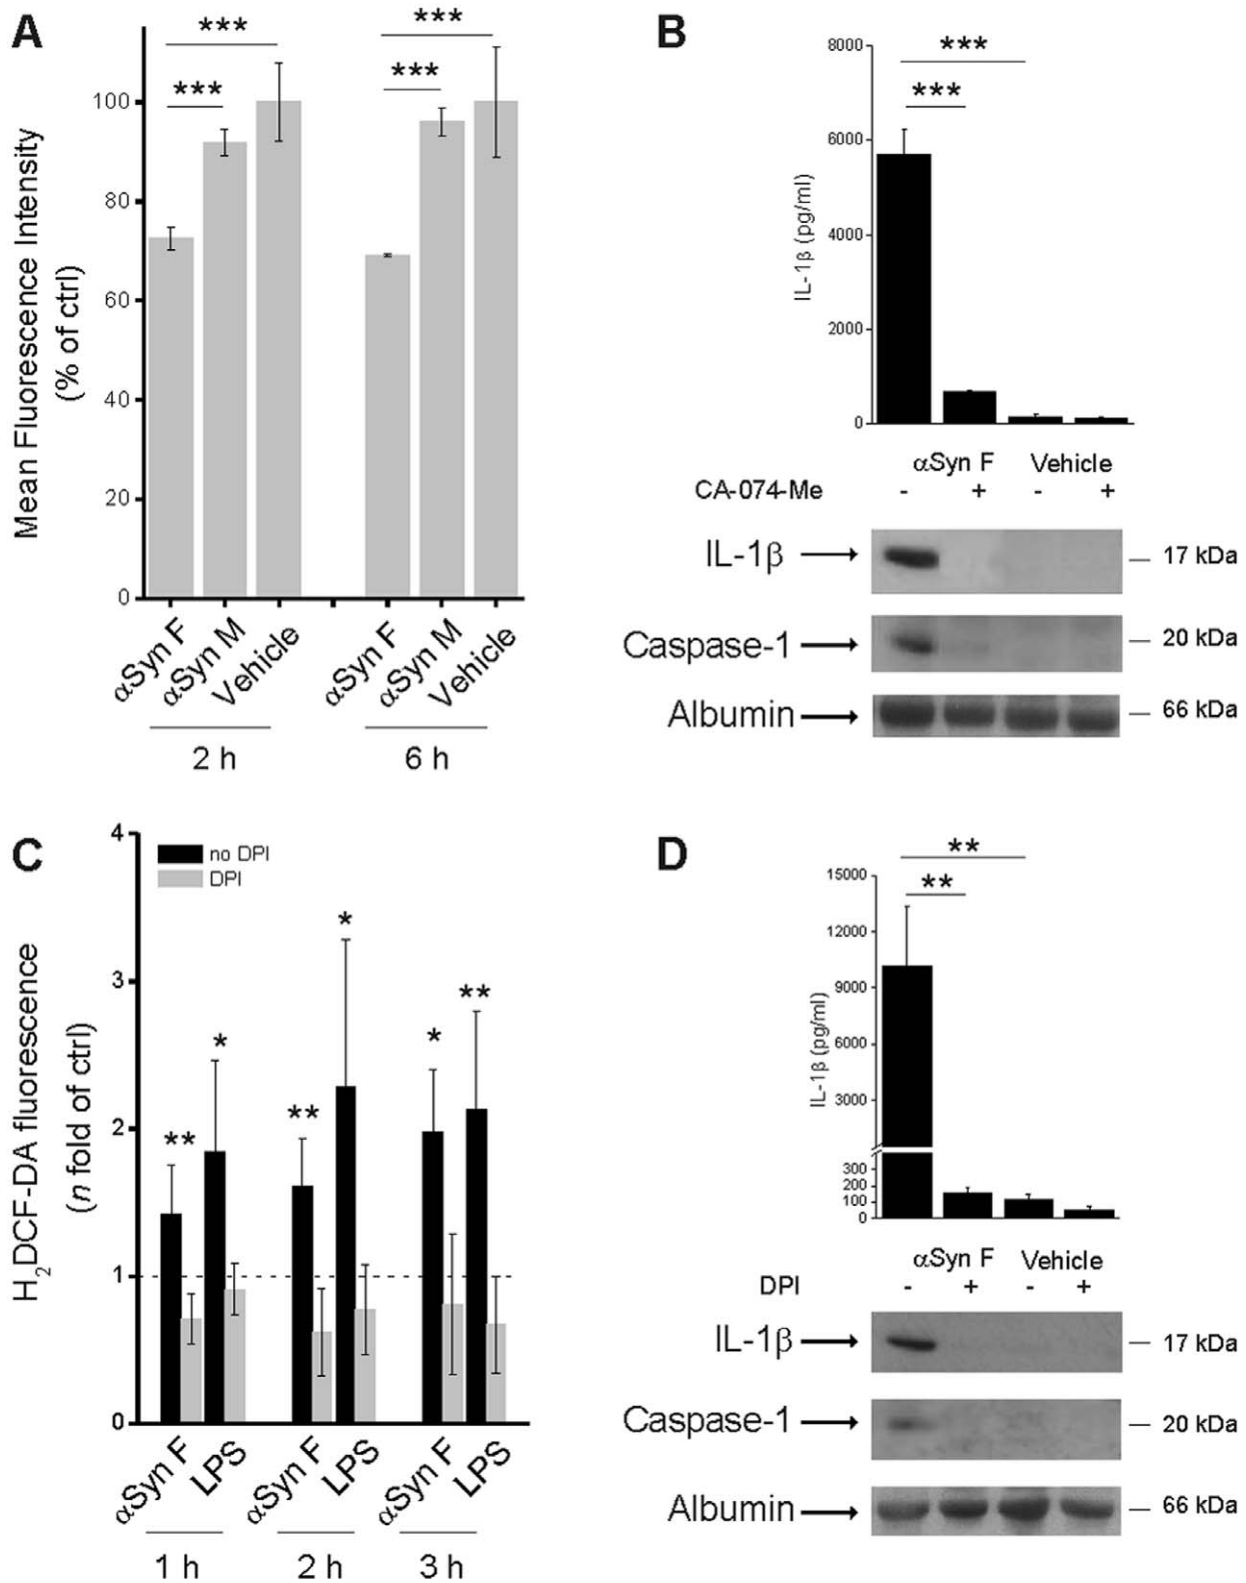 A
Mean Fluorescence Intensity
(% of ctrl)
100
80
60
40
20
0
*** ***
*** ***
αSyn F αSyn M Vehicle αSyn F αSyn M Vehicle
2 h 6 h
B
IL-1β (pg/ml)
8000
6000
4000
2000
0
***
***
αSyn F Vehicle
CA-074-Me - + - +
IL-1β 17 kDa
Caspase-1 20 kDa
Albumin 66 kDa
C
H2DCF-DA fluorescence
(n fold of ctrl)
4
3
2
1
0
no DPI
DPI
** * ** * * **
αSyn F LPS αSyn F LPS αSyn F LPS
1 h 2 h 3 h
D
IL-1β (pg/ml)
15000
12000
9000
6000
3000
300
200
100
0
**
**
αSyn F Vehicle
DPI - + - +
IL-1β 17 kDa
Caspase-1 20 kDa
Albumin 66 kDa